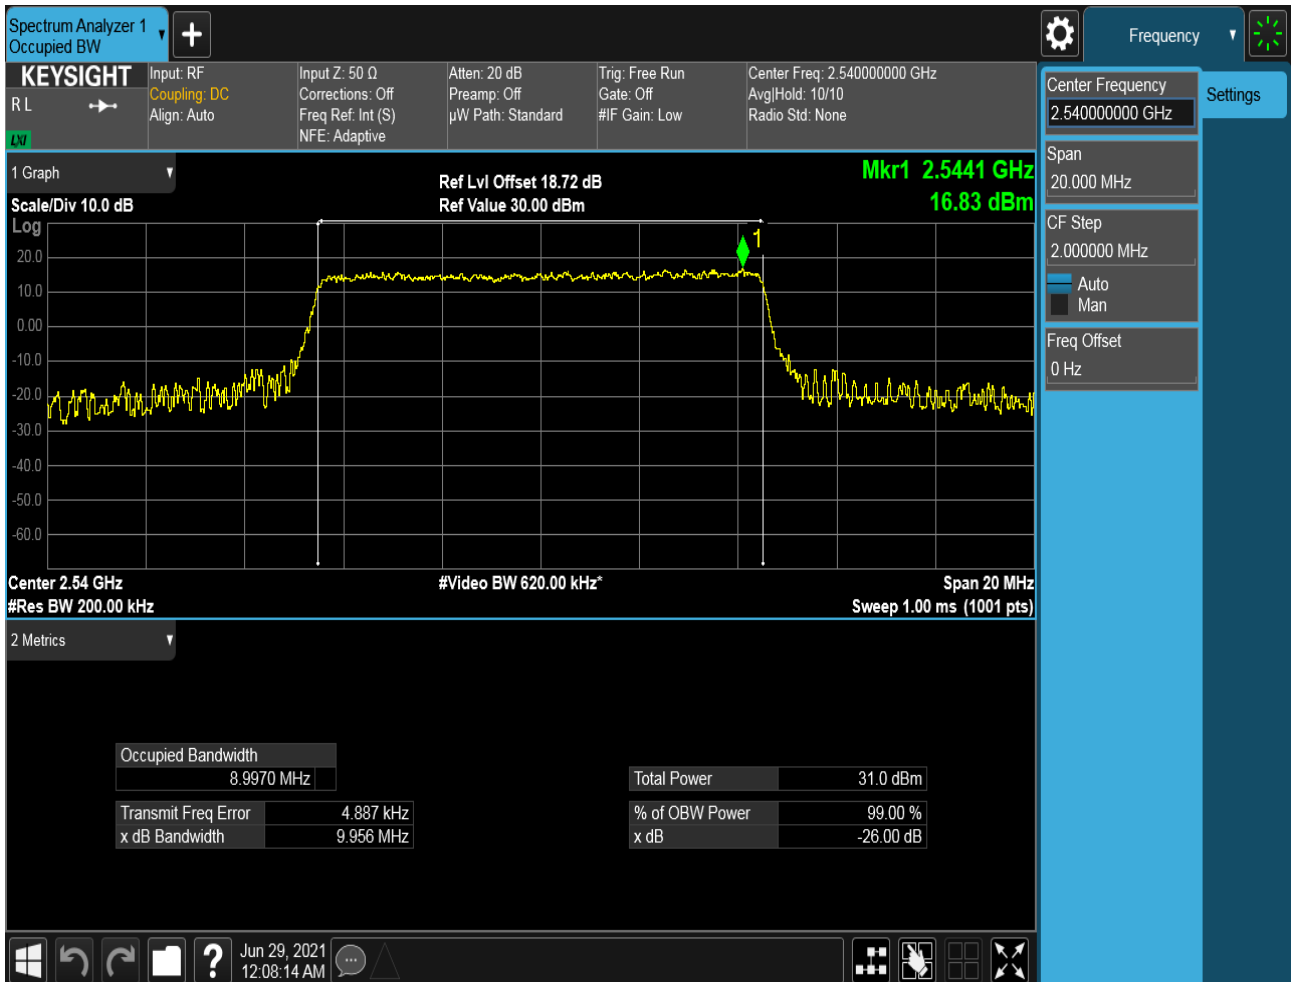 Spectrum Analyzer 1
Occupied BW
+
Frequency
KEYSIGHT
R L
LXI
Input: RF
Coupling: DC
Align: Auto
Input Z: 50 Ω
Corrections: Off
Freq Ref: Int (S)
NFE: Adaptive
Atten: 20 dB
Preamp: Off
µW Path: Standard
Trig: Free Run
Gate: Off
#IF Gain: Low
Center Freq: 2.540000000 GHz
Avg|Hold: 10/10
Radio Std: None
Center Frequency
2.540000000 GHz
Settings
Span
20.000 MHz
CF Step
2.000000 MHz
Auto
Man
Freq Offset
0 Hz
1 Graph
Scale/Div 10.0 dB
Log
Ref Lvl Offset 18.72 dB
Ref Value 30.00 dBm
Mkr1 2.5441 GHz
16.83 dBm
1
20.0
10.0
0.00
-10.0
-20.0
-30.0
-40.0
-50.0
-60.0
Center 2.54 GHz
#Res BW 200.00 kHz
#Video BW 620.00 kHz*
Span 20 MHz
Sweep 1.00 ms (1001 pts)
2 Metrics
Occupied Bandwidth
8.9970 MHz
Transmit Freq Error 4.887 kHz
x dB Bandwidth 9.956 MHz
Total Power 31.0 dBm
% of OBW Power 99.00 %
x dB -26.00 dB
?
Jun 29, 2021
12:08:14 AM